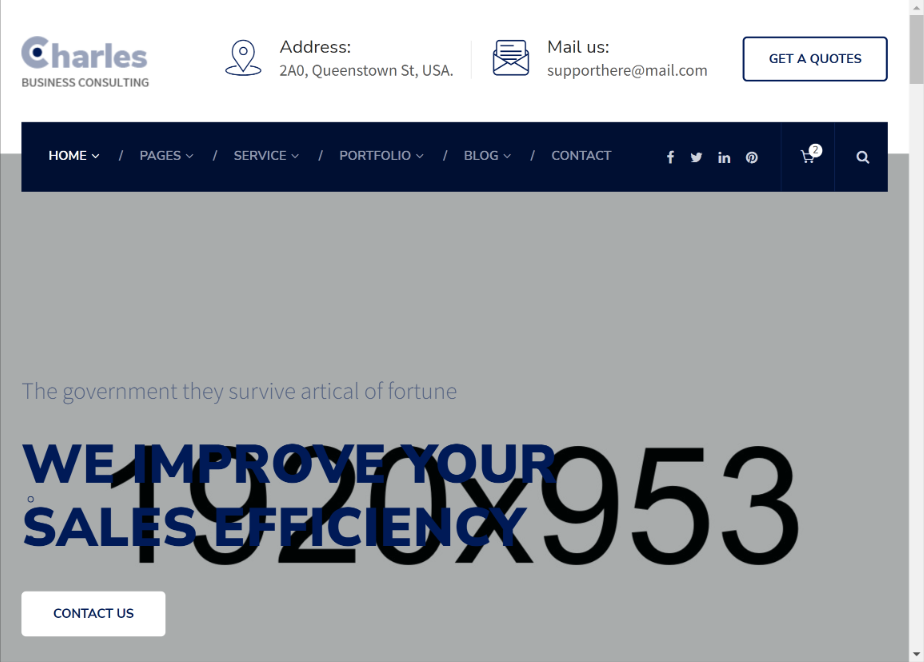 Charles
BUSINESS CONSULTING
Address:
2A0, Queenstown St, USA.
Mail us:
supporthere@mail.com
GET A QUOTES
HOME / PAGES / SERVICE / PORTFOLIO / BLOG / CONTACT
2
The government they survive artical of fortune
WE IMPROVE YOUR
SALES EFFICIENCY
1920x953
CONTACT US